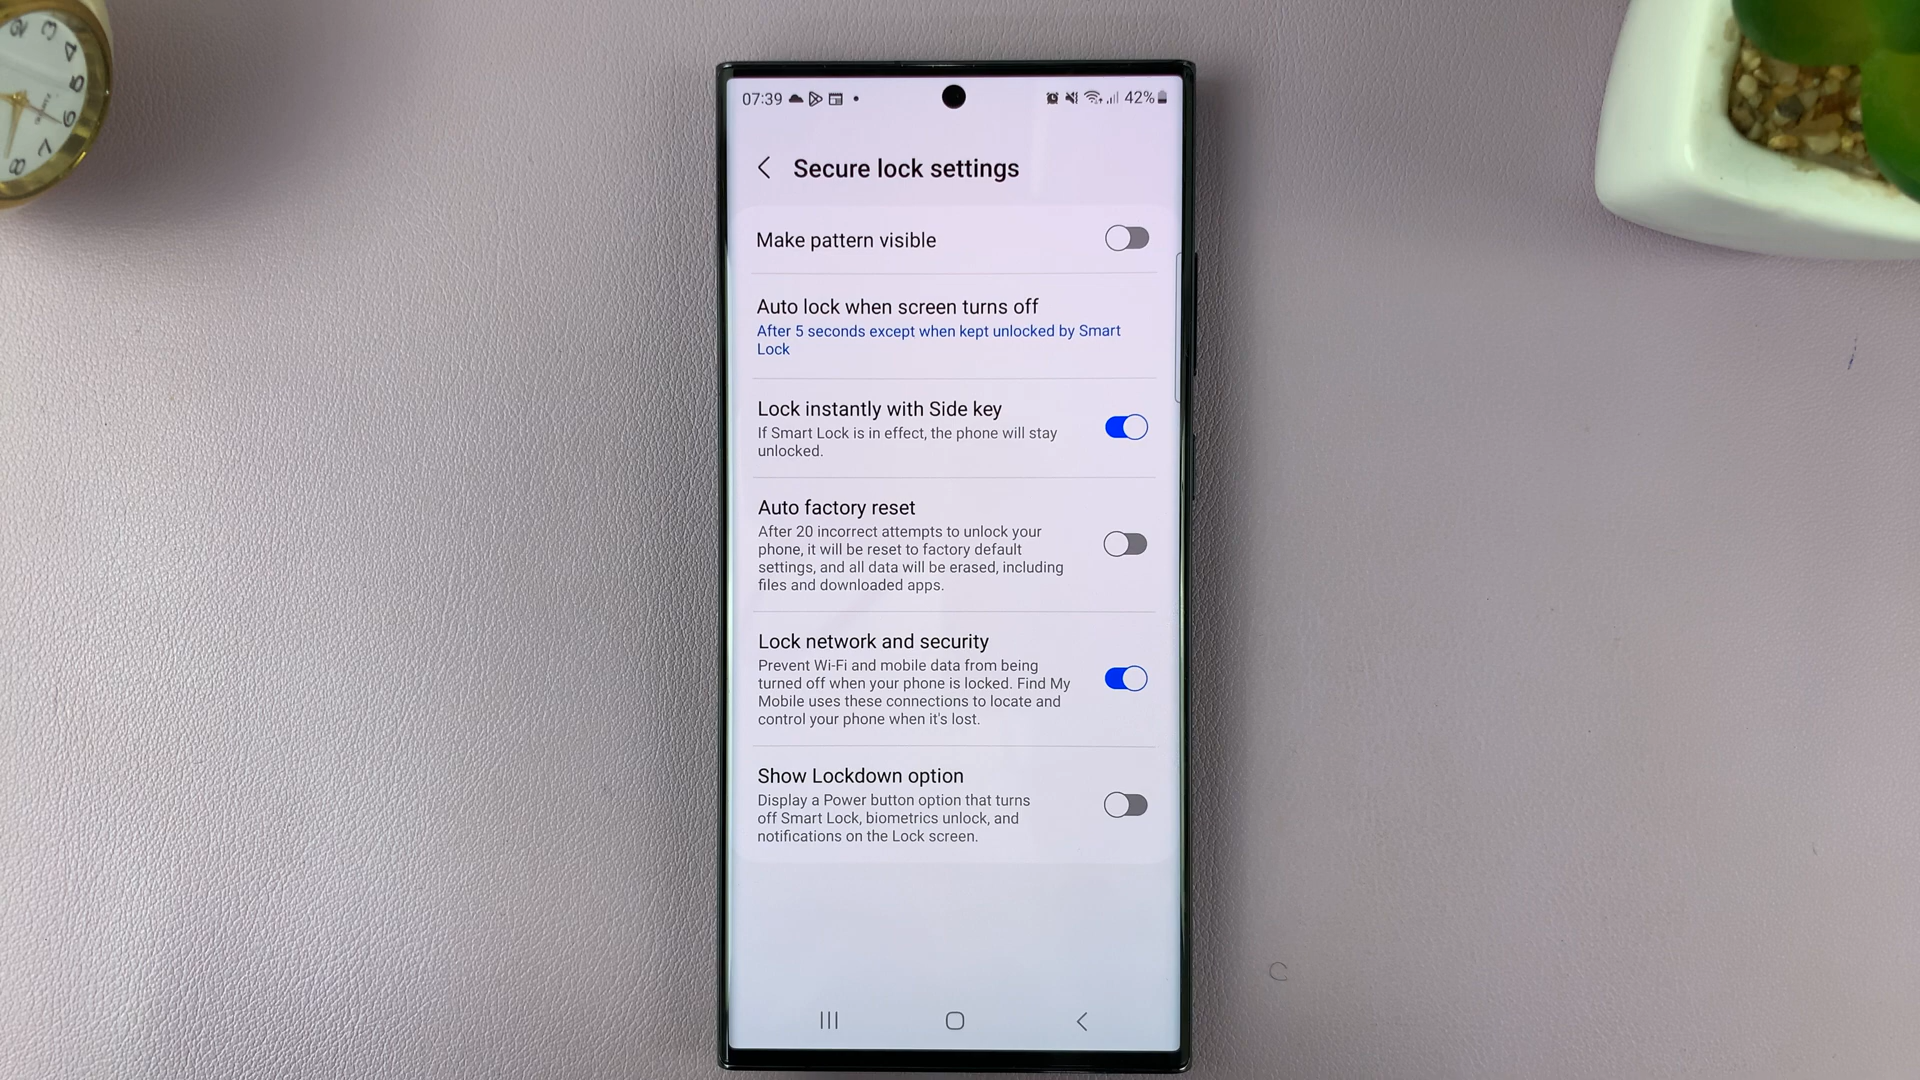 07:39
42%
Secure lock settings
Make pattern visible
Auto lock when screen turns off
After 5 seconds except when kept unlocked by Smart
Lock
Lock instantly with Side key
If Smart Lock is in effect, the phone will stay
unlocked.
Auto factory reset
After 20 incorrect attempts to unlock your
phone, it will be reset to factory default
settings, and all data will be erased, including
files and downloaded apps.
Lock network and security
Prevent Wi-Fi and mobile data from being
turned off when your phone is locked. Find My
Mobile uses these connections to locate and
control your phone when it's lost.
Show Lockdown option
Display a Power button option that turns
off Smart Lock, biometrics unlock, and
notifications on the Lock screen.
3
4
5
6
7
8